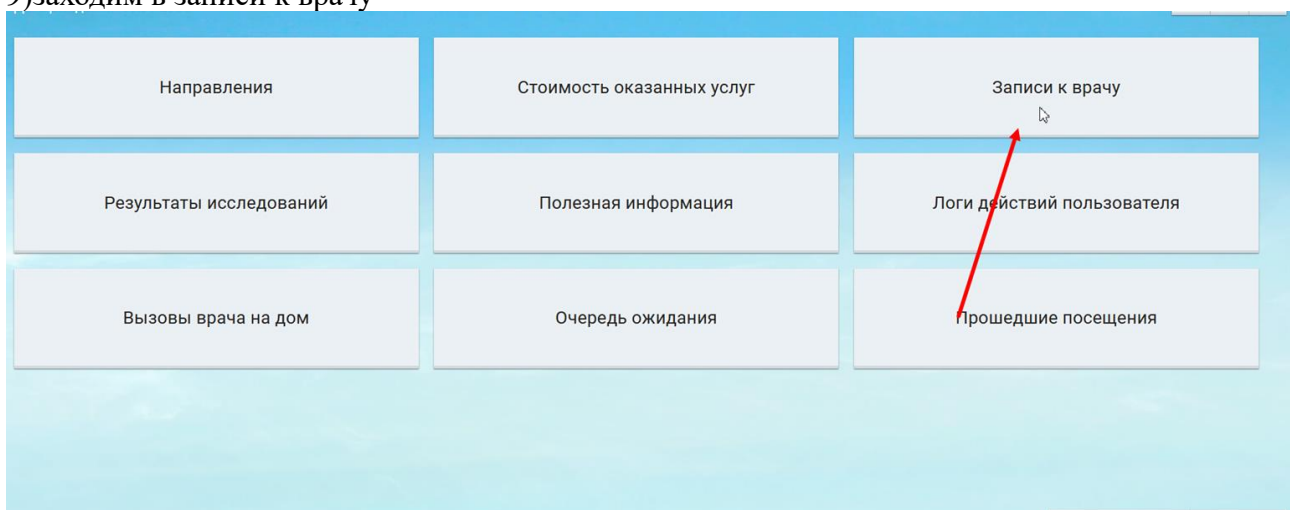 9)заходим в записи к врачу
Направления
Стоимость оказанных услуг
Записи к врачу
Результаты исследований
Полезная информация
Логи действий пользователя
Вызовы врача на дом
Очередь ожидания
Прошедшие посещения